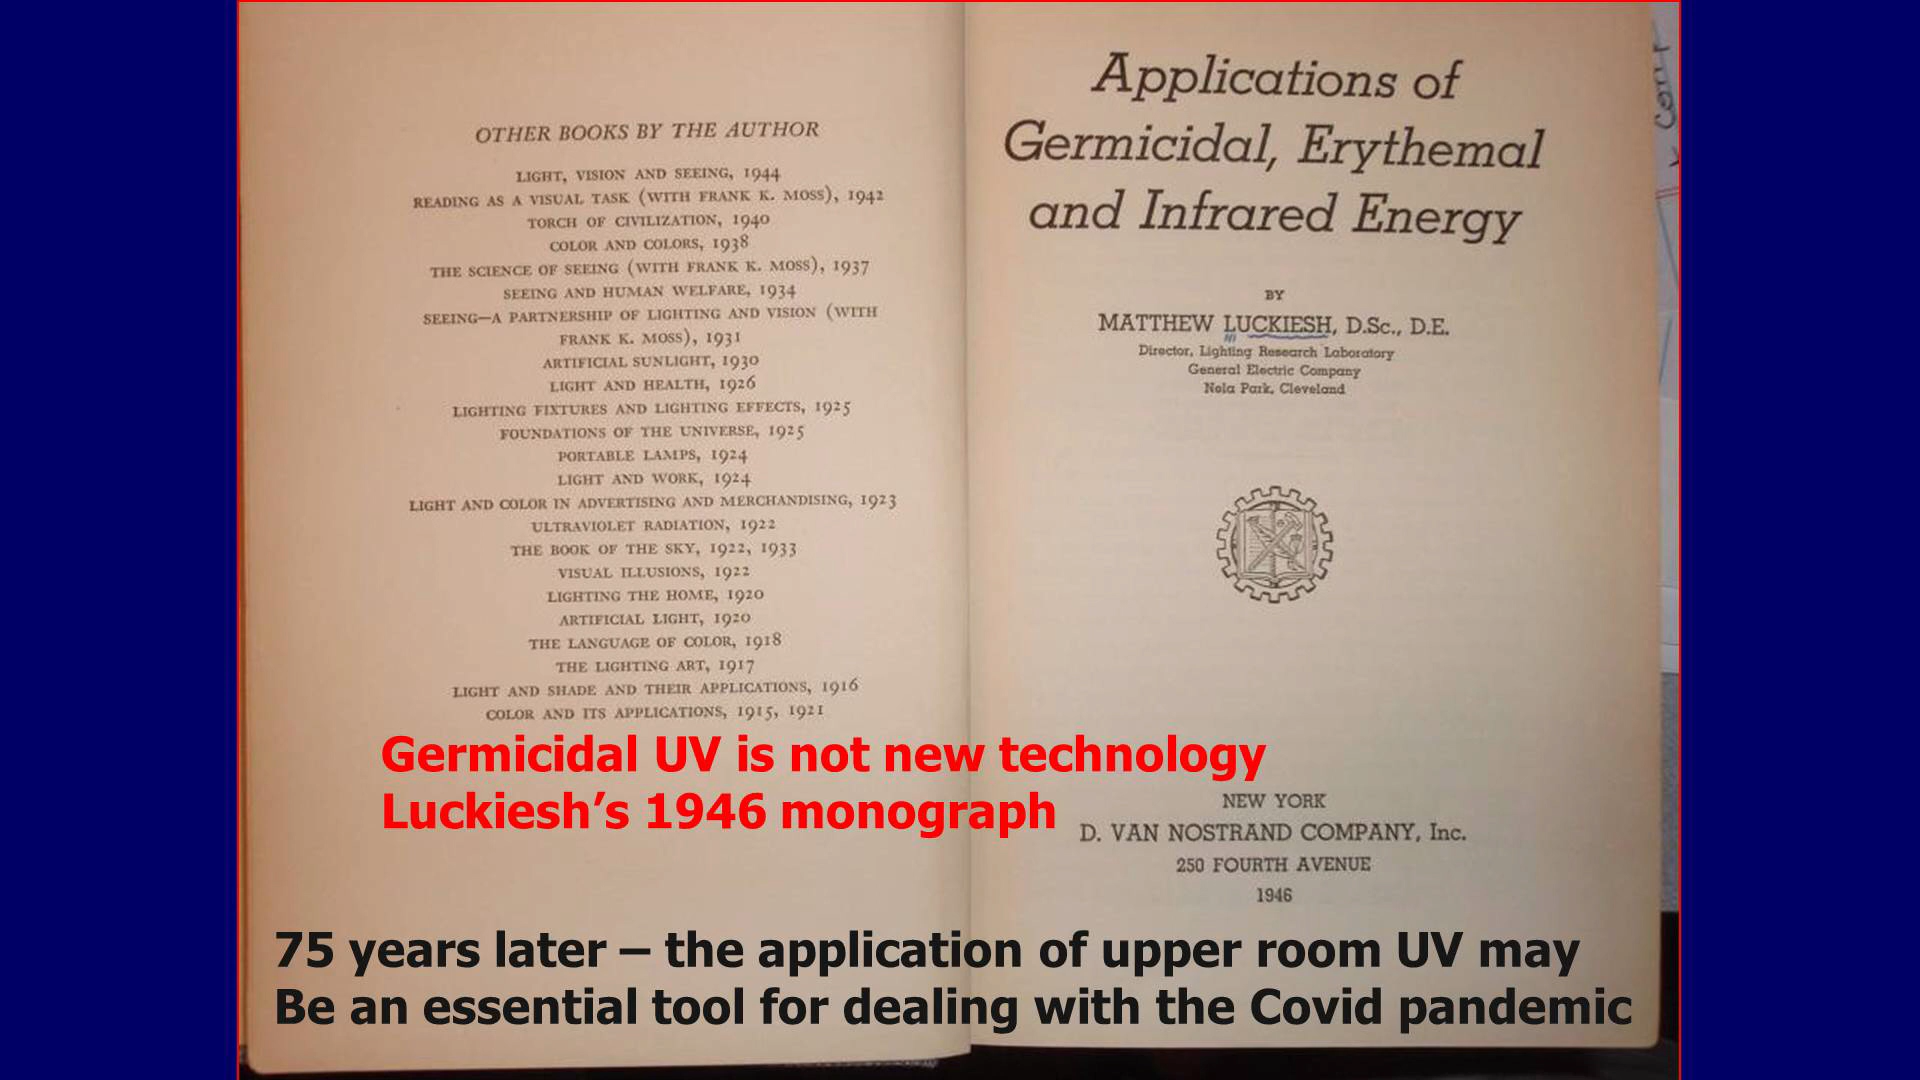 OTHER BOOKS BY THE AUTHOR
LIGHT, VISION AND SEEING, 1944
READING AS A VISUAL TASK (WITH FRANK K. MOSS), 1942
TORCH OF CIVILIZATION, 1940
COLOR AND COLORS, 1938
THE SCIENCE OF SEEING (WITH FRANK K. MOSS), 1937
SEEING AND HUMAN WELFARE, 1934
SEEING—A PARTNERSHIP OF LIGHTING AND VISION (WITH
FRANK K. MOSS), 1931
ARTIFICIAL SUNLIGHT, 1930
LIGHT AND HEALTH, 1926
LIGHTING FIXTURES AND LIGHTING EFFECTS, 1925
FOUNDATIONS OF THE UNIVERSE, 1925
PORTABLE LAMPS, 1924
LIGHT AND WORK, 1924
LIGHT AND COLOR IN ADVERTISING AND MERCHANDISING, 1923
ULTRAVIOLET RADIATION, 1922
THE BOOK OF THE SKY, 1922, 1933
VISUAL ILLUSIONS, 1922
LIGHTING THE HOME, 1920
ARTIFICIAL LIGHT, 1920
THE LANGUAGE OF COLOR, 1918
THE LIGHTING ART, 1917
LIGHT AND SHADE AND THEIR APPLICATIONS, 1916
COLOR AND ITS APPLICATIONS, 1915, 1921
Applications of
Germicidal, Erythemal
and Infrared Energy
BY
MATTHEW LUCKIESH, D.Sc., D.E.
Director, Lighting Research Laboratory
General Electric Company
Nela Park, Cleveland
NEW YORK
D. VAN NOSTRAND COMPANY, Inc.
250 FOURTH AVENUE
1946
Germicidal UV is not new technology
Luckiesh’s 1946 monograph
75 years later – the application of upper room UV may
Be an essential tool for dealing with the Covid pandemic